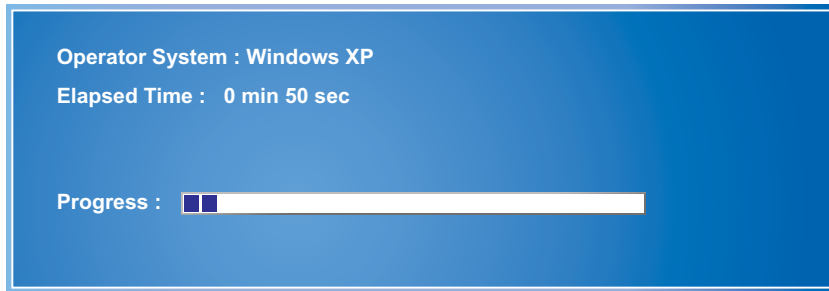 Operator System : Windows XP
Elapsed Time : 0 min 50 sec
Progress :